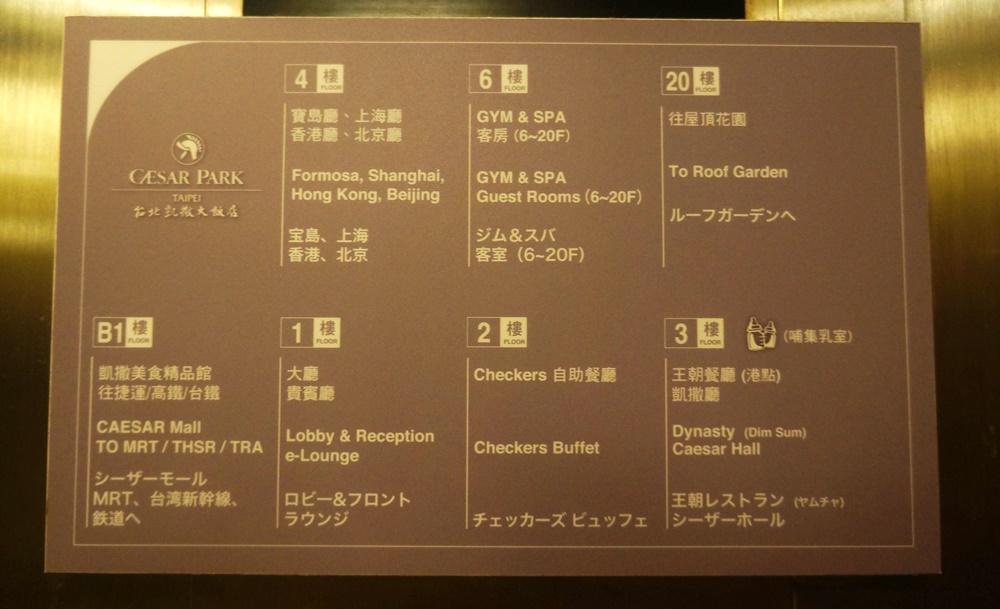 CÆSAR PARK
TAIPEI
台北凱撒大飯店
4 樓 FLOOR
寶島廳、上海廳
香港廳、北京廳
Formosa, Shanghai,
Hong Kong, Beijing
宝島、上海
香港、北京
6 樓 FLOOR
GYM & SPA
客房 (6~20F)
GYM & SPA
Guest Rooms (6~20F)
ジム&スパ
客室 (6~20F)
20 樓 FLOOR
往屋頂花園
To Roof Garden
ルーフガーデンへ
B1 樓 FLOOR
凱撒美食精品館
往捷運/高鐵/台鐵
CAESAR Mall
TO MRT / THSR / TRA
シーザーモール
MRT、台湾新幹線、
鉄道へ
1 樓 FLOOR
大廳
貴賓廳
Lobby & Reception
e-Lounge
ロビー&フロント
ラウンジ
2 樓 FLOOR
Checkers 自助餐廳
Checkers Buffet
チェッカーズ ビュッフェ
3 樓 FLOOR (哺集乳室)
王朝餐廳 (港點)
凱撒廳
Dynasty (Dim Sum)
Caesar Hall
王朝レストラン (ヤムチャ)
シーザーホール